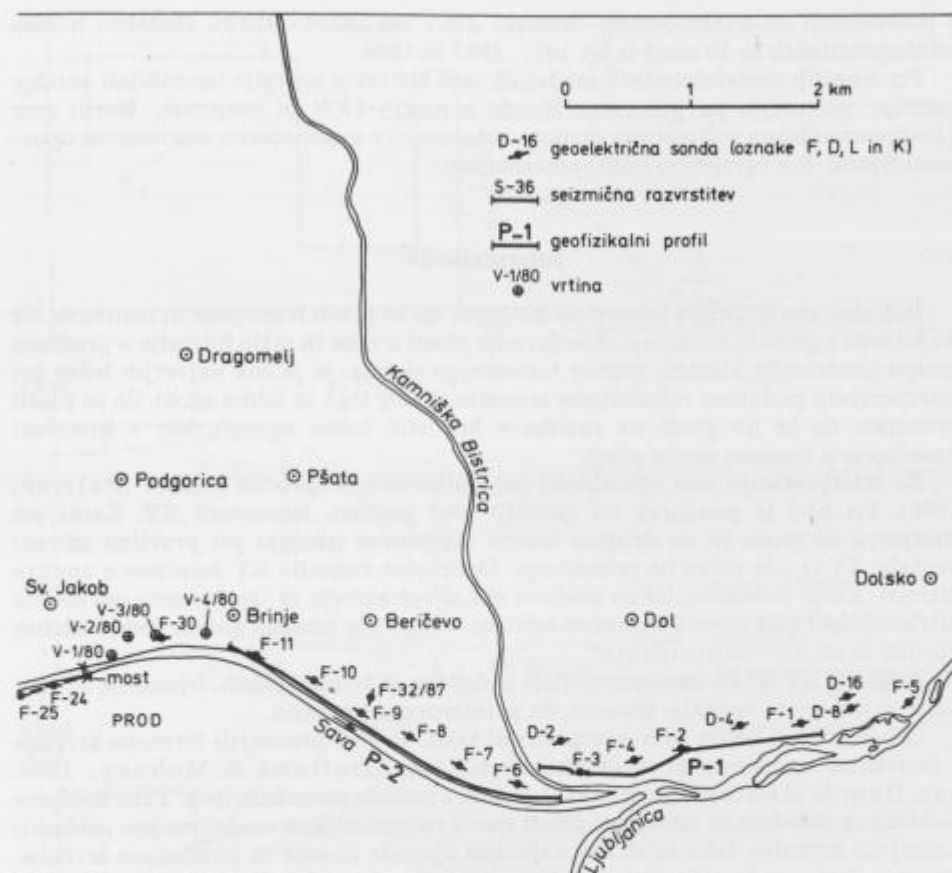 0 1 2 km
D-16
geoelektrična sonda (oznake F, D, L in K)
S-36
seizmična razvrstitev
P-1
geofizikalni profil
V-1/80
vrtina
Dragomelj
Kamniška Bistrica
Podgorica
Pšata
Sv. Jakob
V-3/80
V-4/80
Brinje
Beričevo
Dol
Dolsko
V-2/80
F-30
F-11
V-1/80
most
F-10
F-24
F-25
PROD
F-32/87
F-9
F-8
Sava
P-2
F-7
F-6
D-2
F-3
F-4
F-2
D-4
P-1
F-1
D-8
D-16
F-5
Ljubljanica